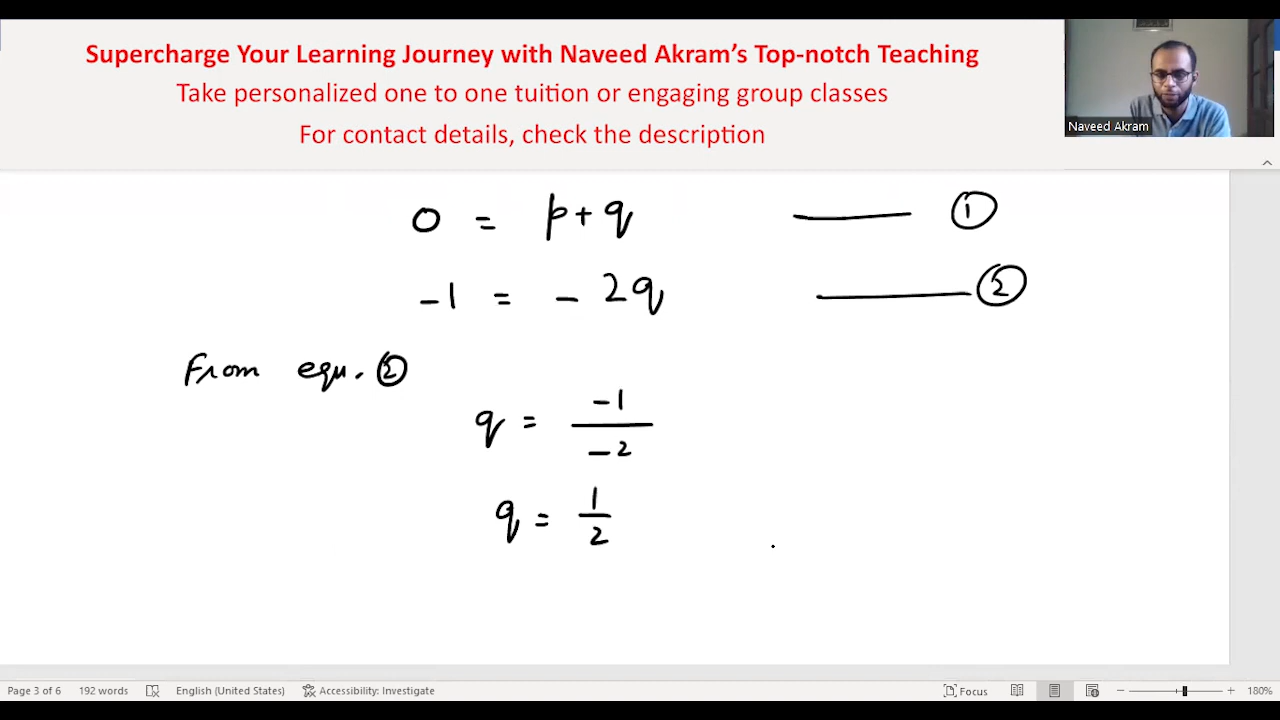 Supercharge Your Learning Journey with Naveed Akram's Top-notch Teaching
Take personalized one to one tuition or engaging group classes
For contact details, check the description
Naveed Akram
0 = p + q ——— ①
-1 = - 2q ——— ②
From equ. ②
q = -1/-2
q = 1/2
Page 3 of 6 192 words English (United States) Accessibility: Investigate Focus 180%